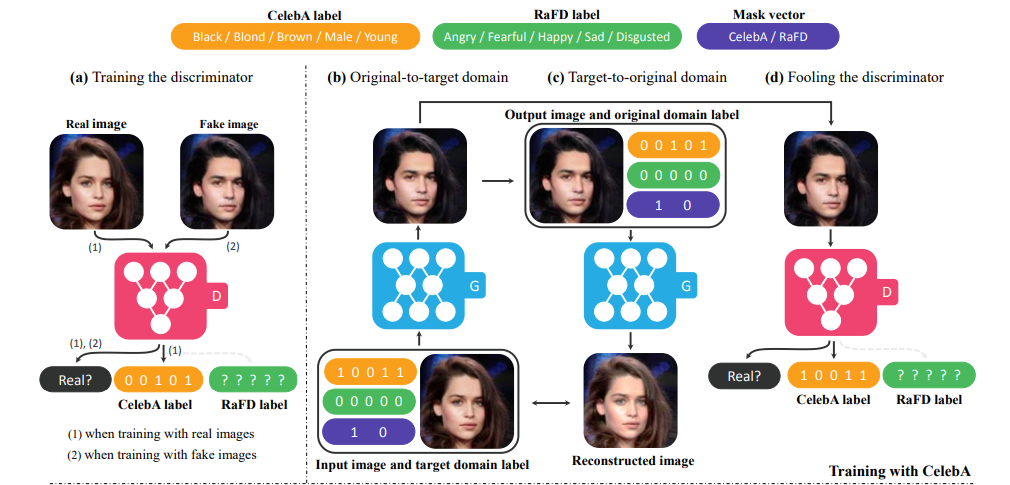 CelebA label
RaFD label
Mask vector
Black / Blond / Brown / Male / Young
Angry / Fearful / Happy / Sad / Disgusted
CelebA / RaFD
(a) Training the discriminator
(b) Original-to-target domain
(c) Target-to-original domain
(d) Fooling the discriminator
Real image
Fake image
(1)
(2)
D
(1), (2)
(1)
Real?
0 0 1 0 1
? ? ? ? ?
CelebA label
RaFD label
(1) when training with real images
(2) when training with fake images
G
1 0 0 1 1
0 0 0 0 0
1 0
Input image and target domain label
Output image and original domain label
0 0 1 0 1
0 0 0 0 0
1 0
G
Reconstructed image
D
Real?
1 0 0 1 1
? ? ? ? ?
CelebA label
RaFD label
Training with CelebA